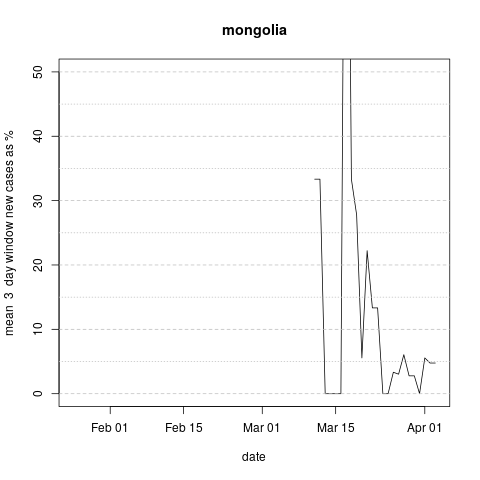 mongolia
mean  3  day window new cases as %
50
40
30
20
10
0
Feb 01
Feb 15
Mar 01
Mar 15
Apr 01
date